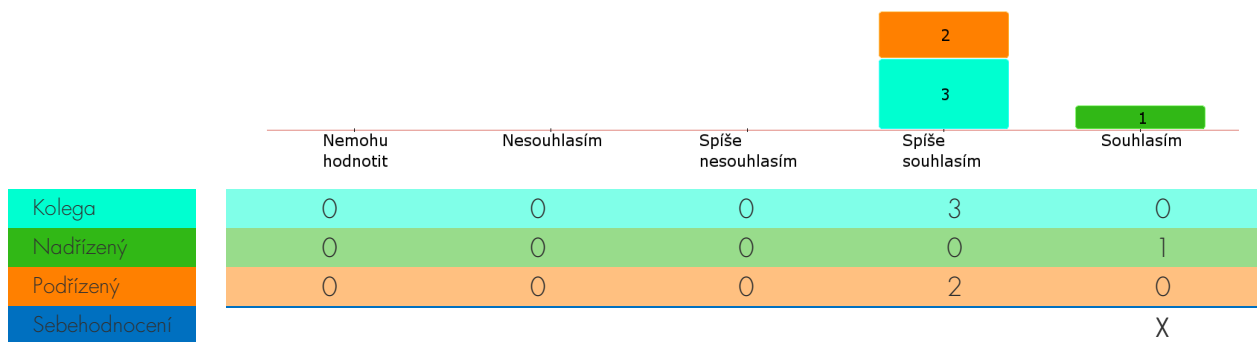 2
3
1
Nemohu hodnotit
Nesouhlasím
Spíše nesouhlasím
Spíše souhlasím
Souhlasím
Kolega 0 0 0 3 0
Nadřízený 0 0 0 0 1
Podřízený 0 0 0 2 0
Sebehodnocení X